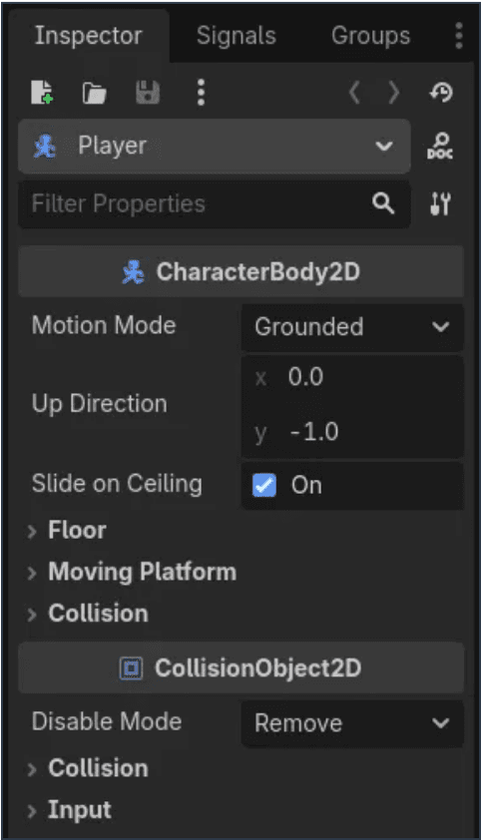 Inspector Signals Groups
Player
DOC
Filter Properties
CharacterBody2D
Motion Mode Grounded
x 0.0
Up Direction
y -1.0
Slide on Ceiling On
Floor
Moving Platform
Collision
CollisionObject2D
Disable Mode Remove
Collision
Input